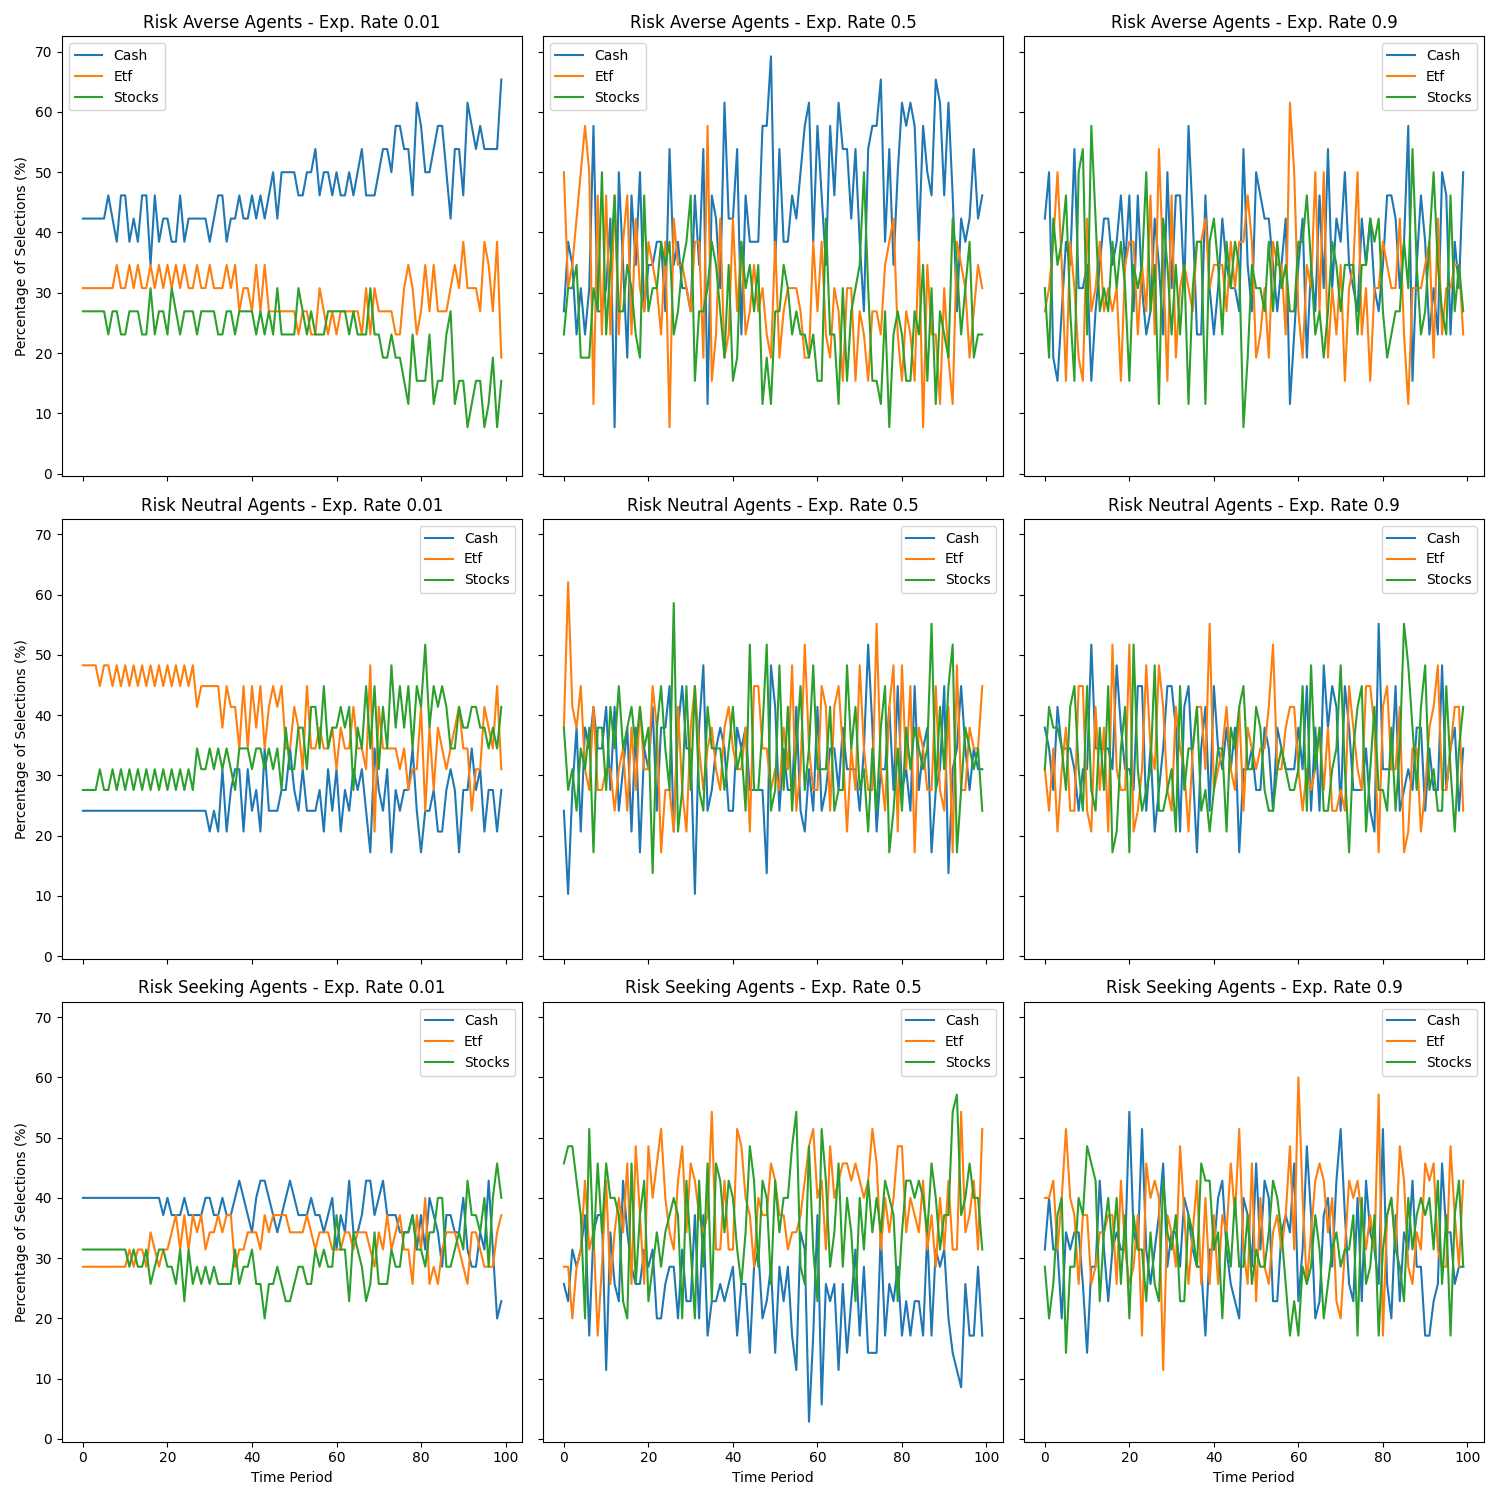 Risk Averse Agents - Exp. Rate 0.01
Risk Averse Agents - Exp. Rate 0.5
Risk Averse Agents - Exp. Rate 0.9
Percentage of Selections (%)
70
60
50
40
30
20
10
0
Cash
Etf
Stocks
Cash
Etf
Stocks
Cash
Etf
Stocks
Risk Neutral Agents - Exp. Rate 0.01
Risk Neutral Agents - Exp. Rate 0.5
Risk Neutral Agents - Exp. Rate 0.9
Percentage of Selections (%)
70
60
50
40
30
20
10
0
Cash
Etf
Stocks
Cash
Etf
Stocks
Cash
Etf
Stocks
Risk Seeking Agents - Exp. Rate 0.01
Risk Seeking Agents - Exp. Rate 0.5
Risk Seeking Agents - Exp. Rate 0.9
Percentage of Selections (%)
70
60
50
40
30
20
10
0
Cash
Etf
Stocks
Cash
Etf
Stocks
Cash
Etf
Stocks
0 20 40 60 80 100
0 20 40 60 80 100
0 20 40 60 80 100
Time Period
Time Period
Time Period